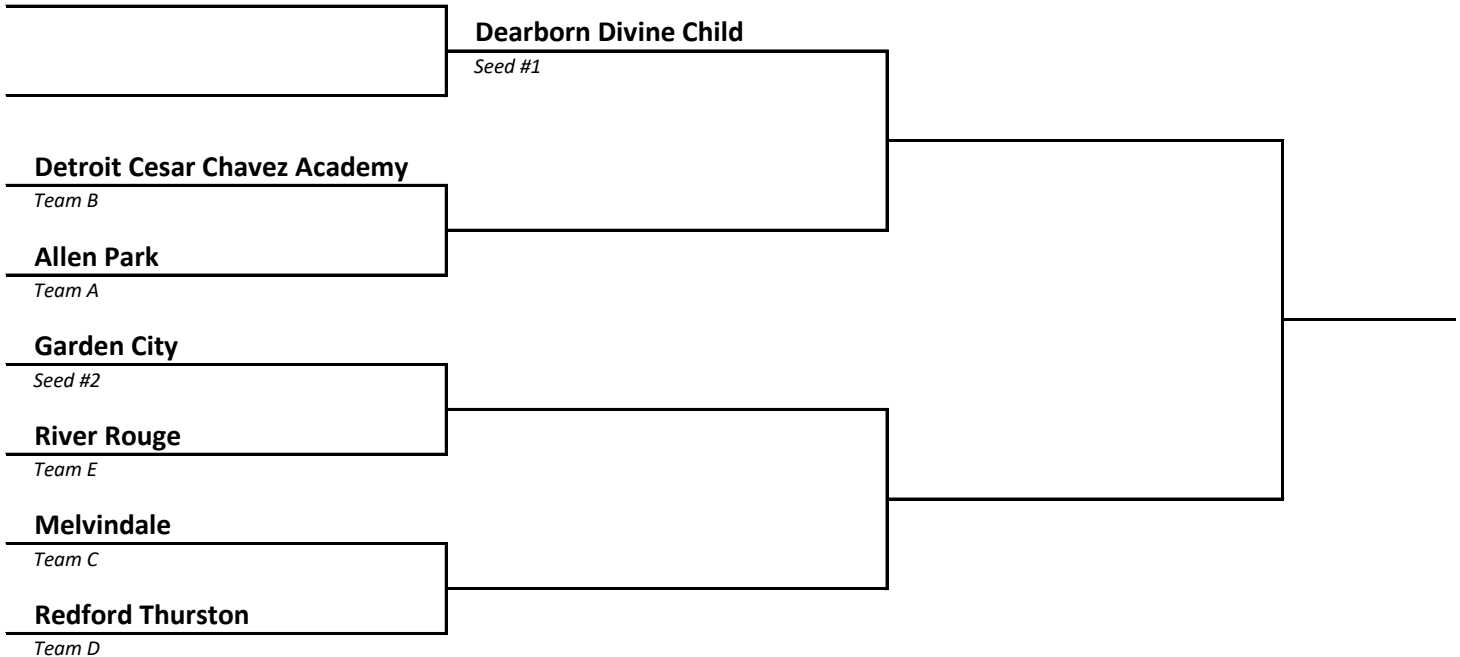 Dearborn Divine Child
Seed #1
Detroit Cesar Chavez Academy
Team B
Allen Park
Team A
Garden City
Seed #2
River Rouge
Team E
Melvindale
Team C
Redford Thurston
Team D